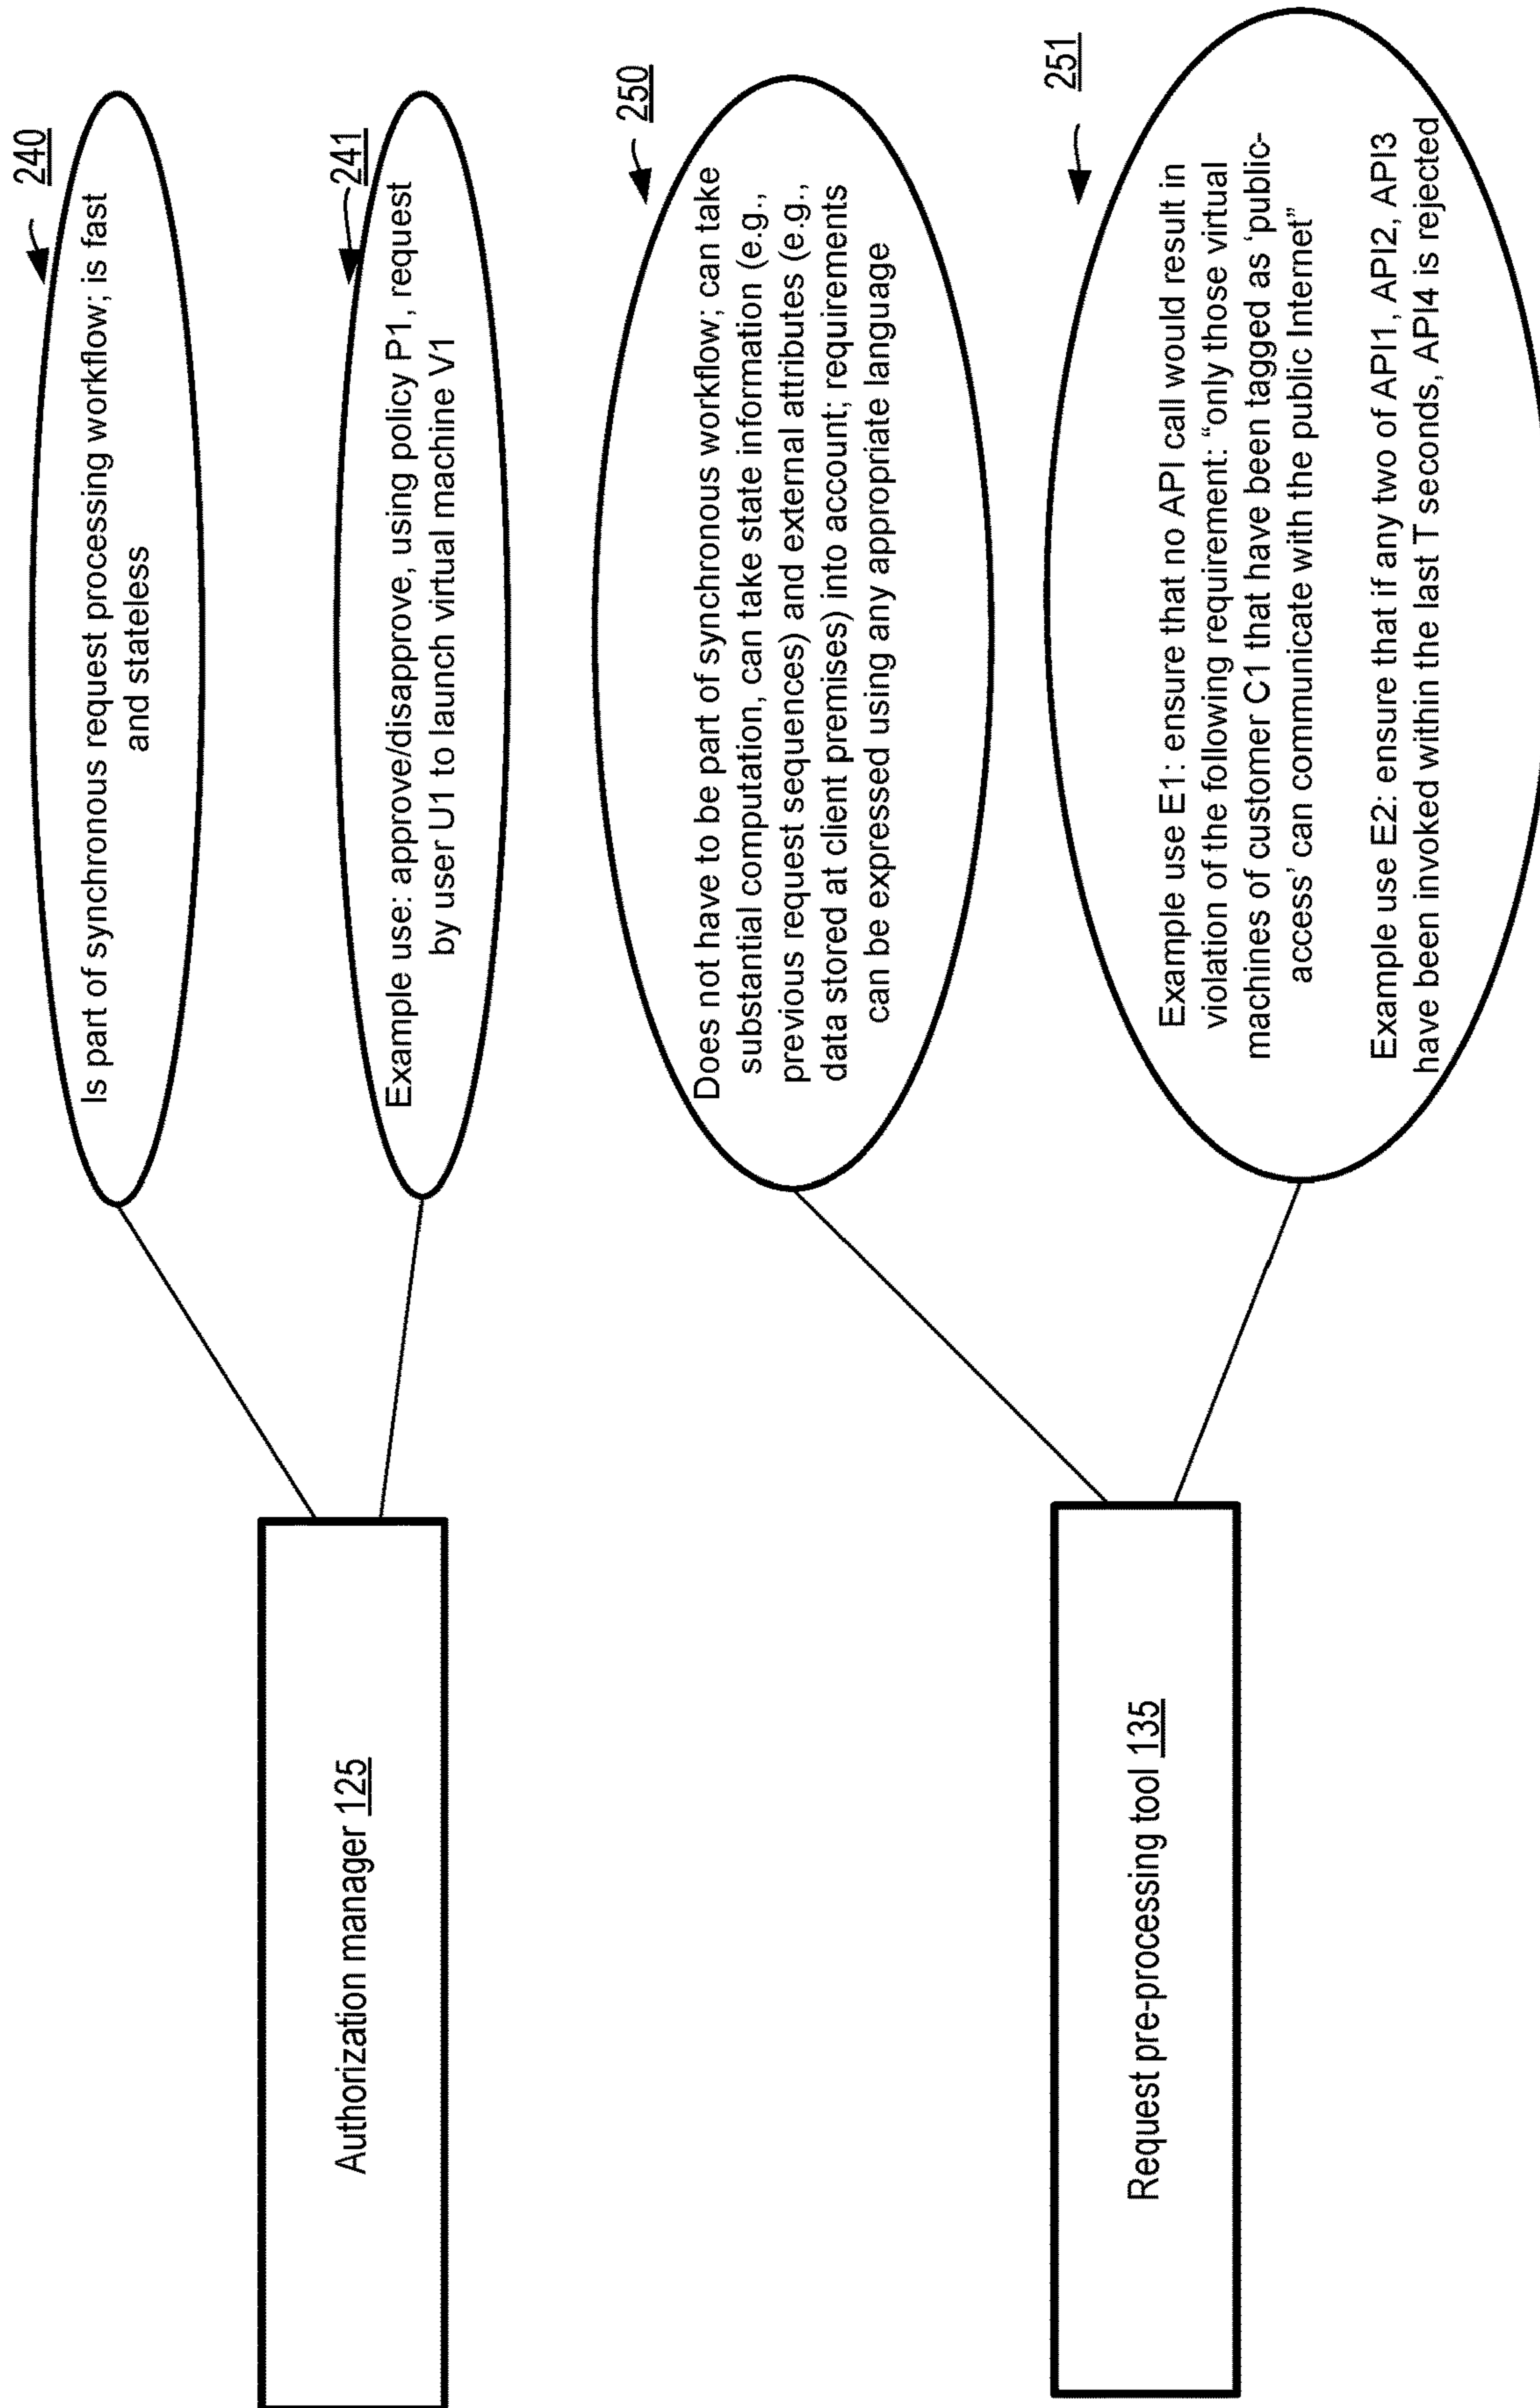 Authorization manager 125
240
Is part of synchronous request processing workflow; is fast
and stateless
241
Example use: approve/disapprove, using policy P1, request
by user U1 to launch virtual machine V1
Request pre-processing tool 135
250
Does not have to be part of synchronous workflow; can take
substantial computation, can take state information (e.g.,
previous request sequences) and external attributes (e.g.,
data stored at client premises) into account; requirements
can be expressed using any appropriate language
251
Example use E1: ensure that no API call would result in
violation of the following requirement: “only those virtual
machines of customer C1 that have been tagged as ‘public-
access’ can communicate with the public Internet”
Example use E2: ensure that if any two of API1, API2, API3
have been invoked within the last T seconds, API4 is rejected